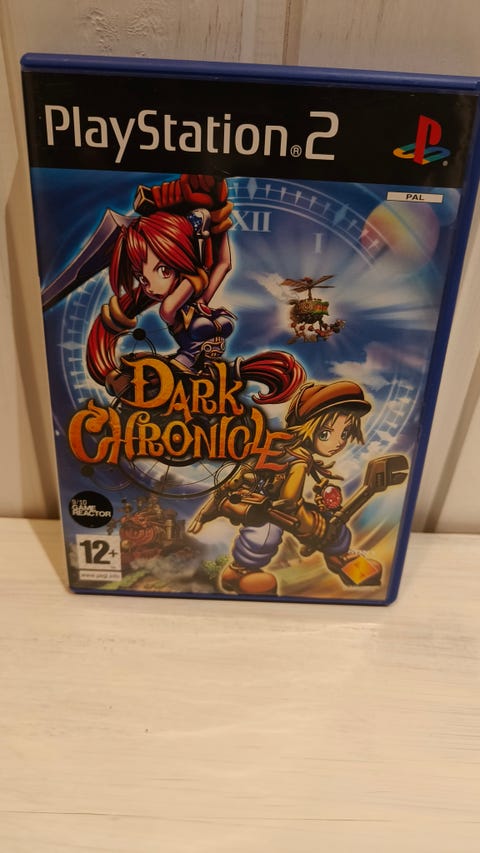 PlayStation®2
PAL
XII
I
DARK
CHRONICLE
9/10
GAME
REACTOR
12+
www.pegi.info